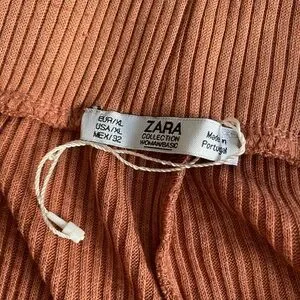 EUR/XL
USA/XL
MEX/32
ZARA
COLLECTION
WOMAN/BASIC
Made in
Portugal